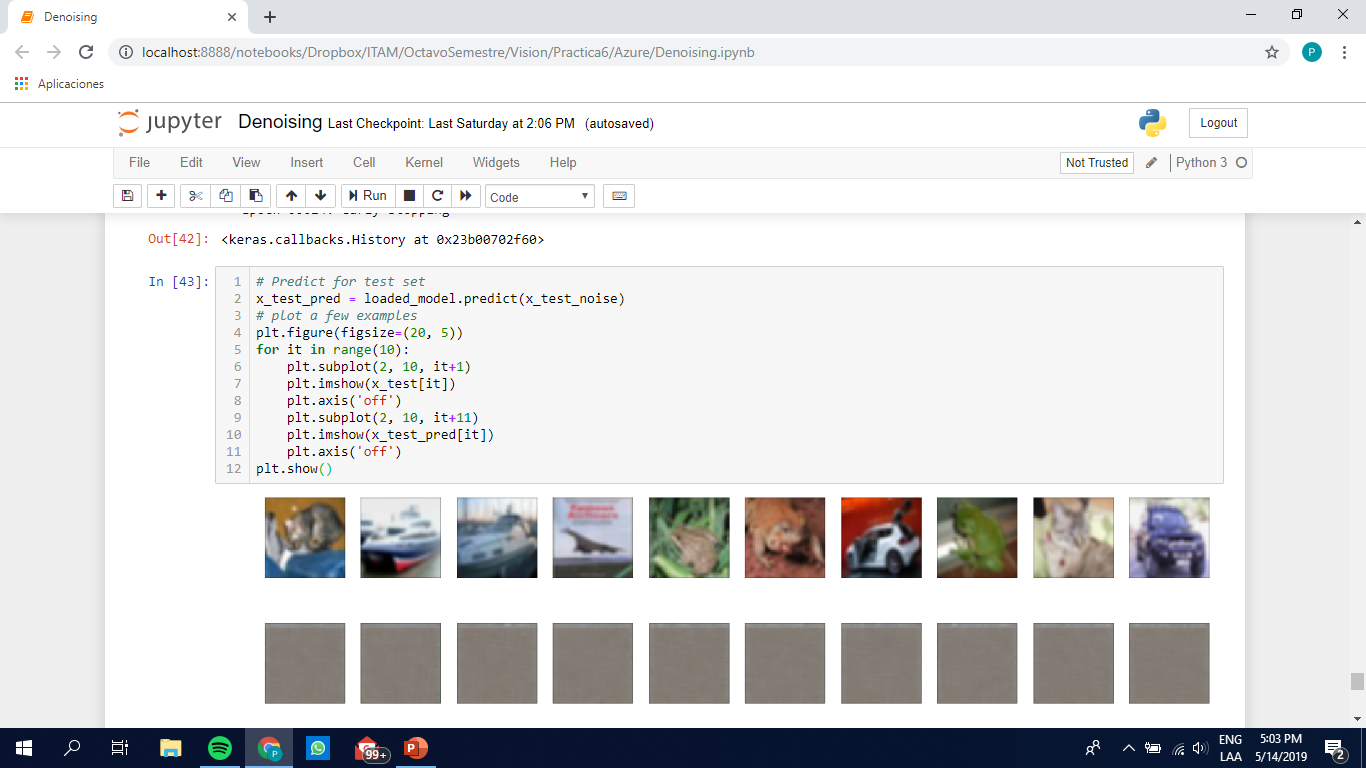 Denoising
localhost:8888/notebooks/Dropbox/ITAM/OctavoSemestre/Vision/Practica6/Azure/Denoising.ipynb
P
Aplicaciones
jupyter Denoising Last Checkpoint: Last Saturday at 2:06 PM (autosaved)
Logout
File Edit View Insert Cell Kernel Widgets Help
Not Trusted Python 3
Run Code
Out[42]: <keras.callbacks.History at 0x23b00702f60>
In [43]:
1 # Predict for test set
2 x_test_pred = loaded_model.predict(x_test_noise)
3 # plot a few examples
4 plt.figure(figsize=(20, 5))
5 for it in range(10):
6     plt.subplot(2, 10, it+1)
7     plt.imshow(x_test[it])
8     plt.axis('off')
9     plt.subplot(2, 10, it+11)
10     plt.imshow(x_test_pred[it])
11     plt.axis('off')
12 plt.show()
P
99+
P
ENG 5:03 PM
LAA 5/14/2019
2